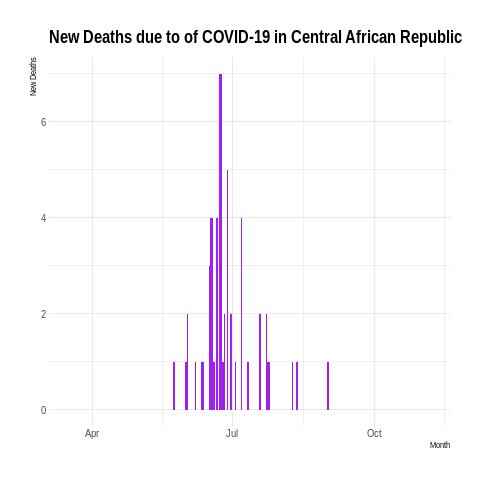 New Deaths due to of COVID-19 in Central African Republic
New Deaths
6
4
2
0
Apr
Jul
Oct
Month